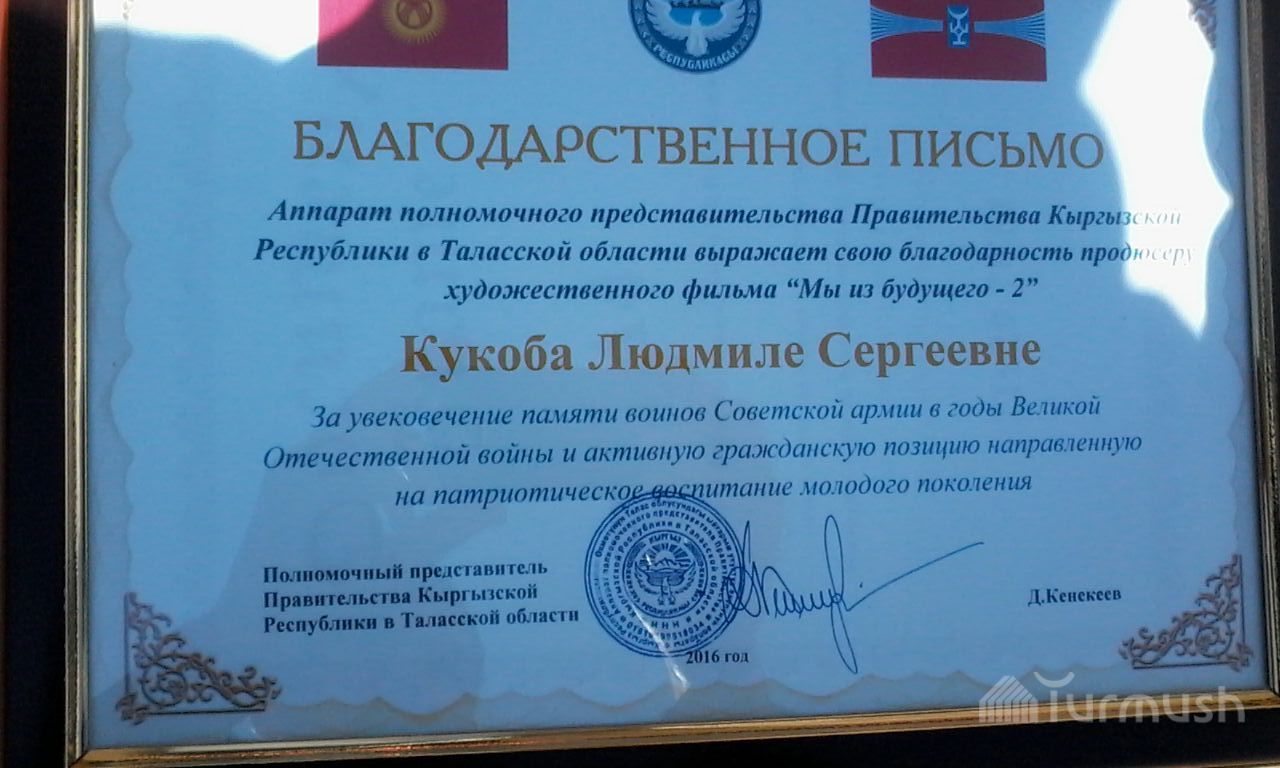 РЕСПУБЛИКАСЫ
БЛАГОДАРСТВЕННОЕ ПИСЬМО
Аппарат полномочного представительства Правительства Кыргызской
Республики в Таласской области выражает свою благодарность продюсеру
художественного фильма “Мы из будущего - 2”
Кукоба Людмиле Сергеевне
За увековечение памяти воинов Советской армии в годы Великой
Отечественной войны и активную гражданскую позицию направленную
на патриотическое воспитание молодого поколения
Полномочный представитель
Правительства Кыргызской
Республики в Таласской области
Д.Кенекеев
2016 год
Turmush